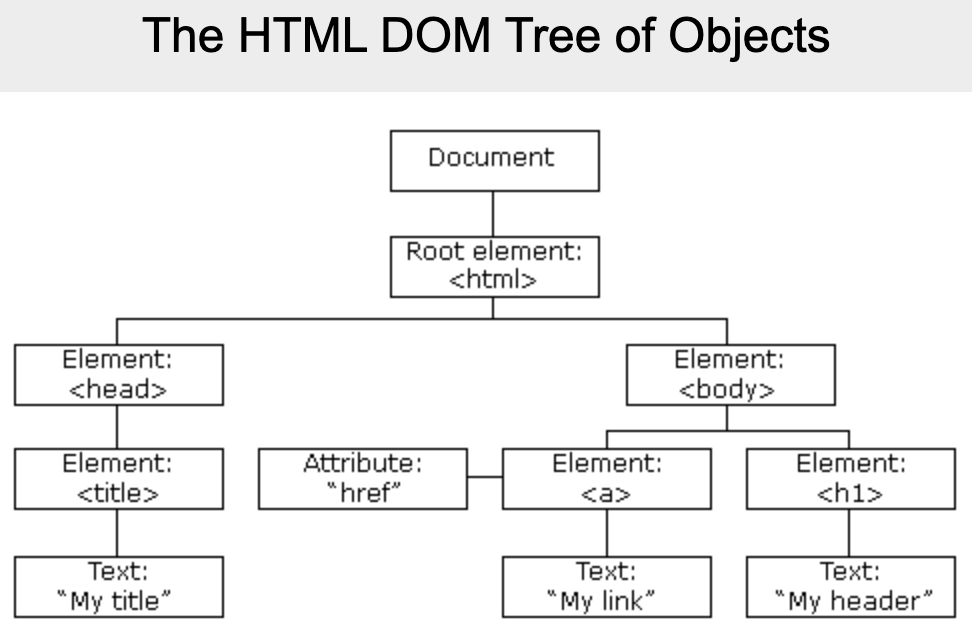 The HTML DOM Tree of Objects
Document
Root element:
<html>
Element:
<head>
Element:
<body>
Element:
<title>
Attribute:
“href”
Element:
<a>
Element:
<h1>
Text:
“My title”
Text:
“My link”
Text:
“My header”